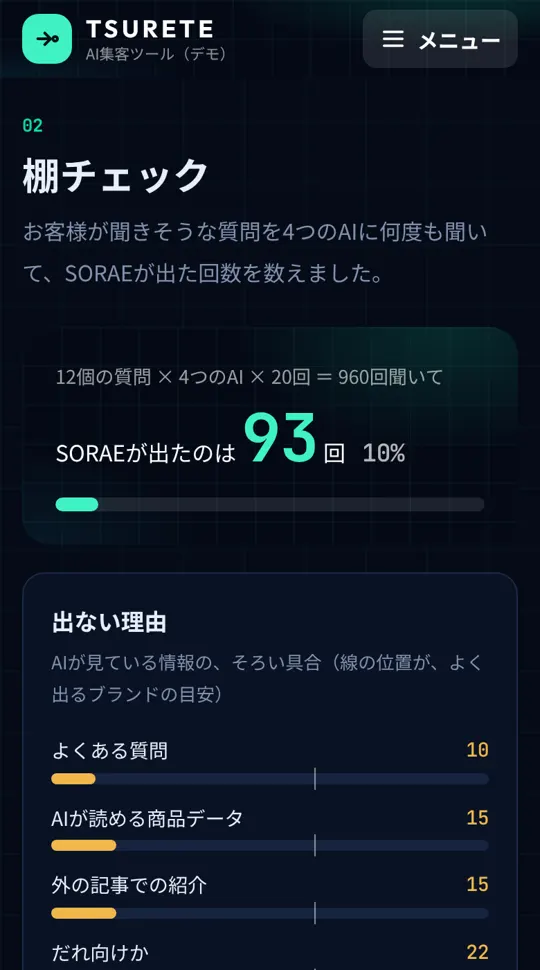 TSURETE
AI集客ツール（デモ）
メニュー
02
棚チェック
お客様が聞きそうな質問を4つのAIに何度も聞い
て、SORAEが出た回数を数えました。
12個の質問 × 4つのAI × 20回 ＝ 960回聞いて
SORAEが出たのは 93 回 10%
出ない理由
AIが見ている情報の、そろい具合（線の位置が、よく
出るブランドの目安）
よくある質問 10
AIが読める商品データ 15
外の記事での紹介 15
だれ向けか 22